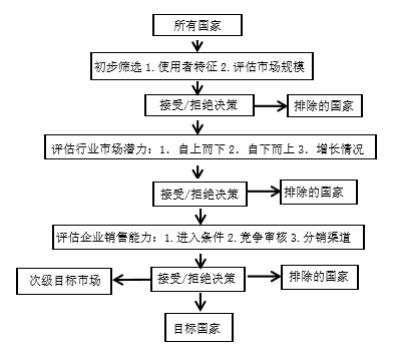 所有国家
初步筛选 1.使用者特征 2.评估市场规模
接受/拒绝决策
排除的国家
评估行业市场潜力：1. 自上而下 2. 自下而上 3. 增长情况
接受/拒绝决策
排除的国家
评估企业销售能力：1.进入条件 2.竞争审核 3.分销渠道
次级目标市场
接受/拒绝决策
排除的国家
目标国家